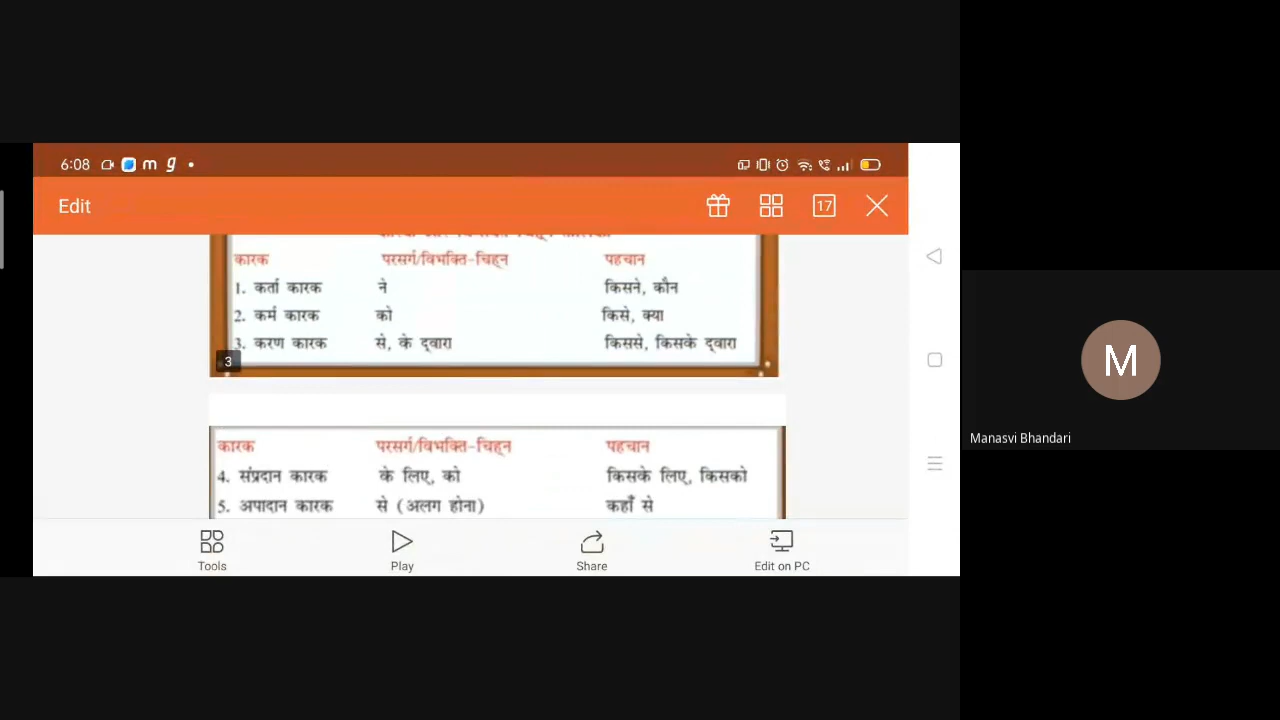 6:08 m g
Edit 17
कारक परसर्ग/विभक्ति-चिह्न पहचान
1. कर्ता कारक ने किसने, कौन
2. कर्म कारक को किसे, क्या
3. करण कारक से, के द्वारा किससे, किसके द्वारा
3
कारक परसर्ग/विभक्ति-चिह्न पहचान
4. संप्रदान कारक के लिए, को किसके लिए, किसको
5. अपादान कारक से (अलग होना) कहाँ से
Tools Play Share Edit on PC
M
Manasvi Bhandari